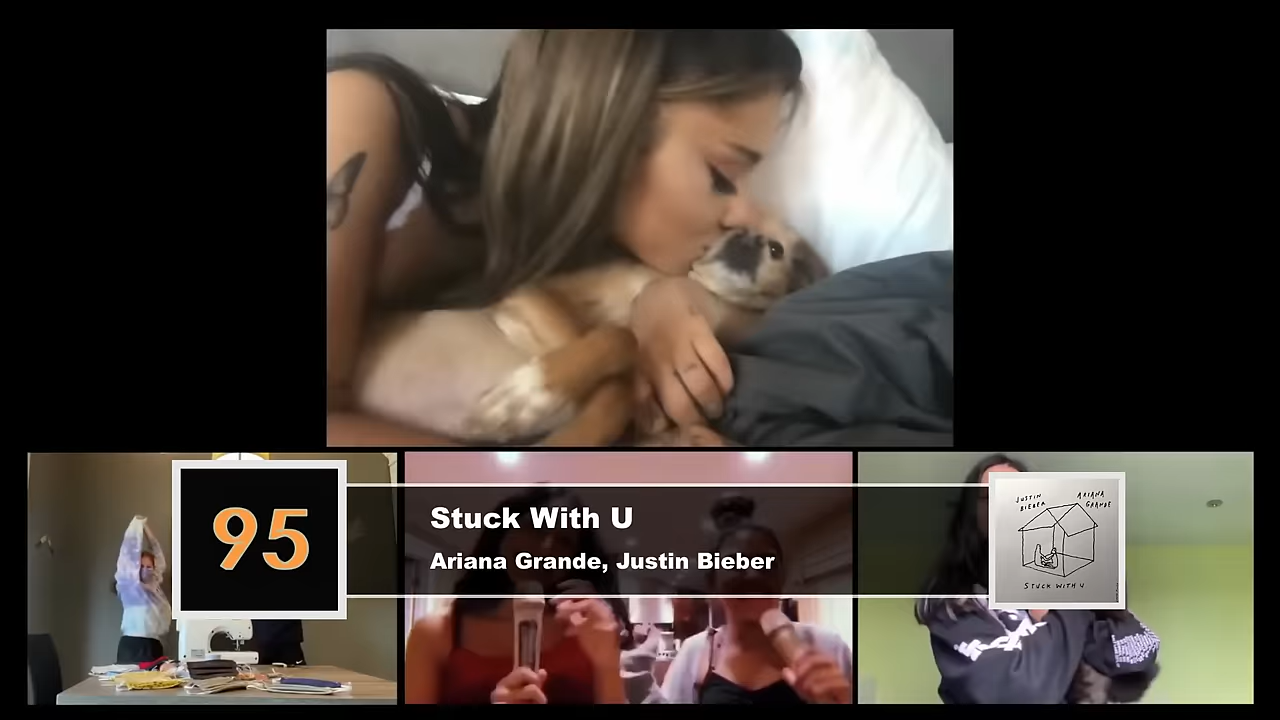 95
Stuck With U
Ariana Grande, Justin Bieber
JUSTIN
BIEBER
ARIANA
GRANDE
STUCK WITH U